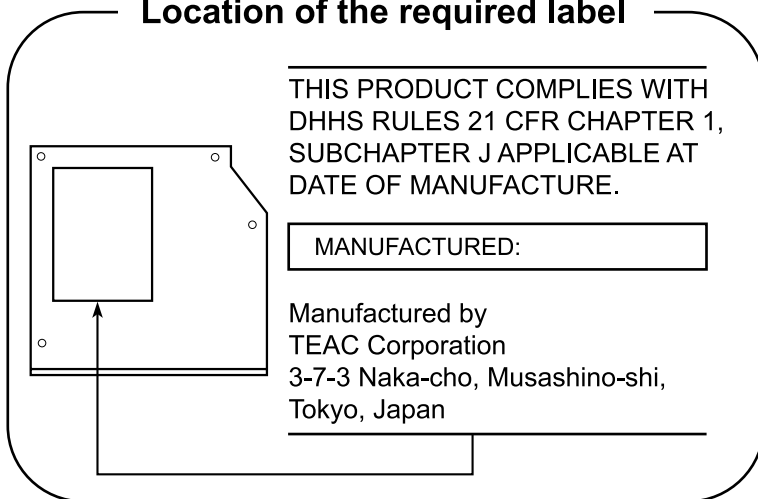 Location of the required label
THIS PRODUCT COMPLIES WITH
DHHS RULES 21 CFR CHAPTER 1,
SUBCHAPTER J APPLICABLE AT
DATE OF MANUFACTURE.
MANUFACTURED:
Manufactured by
TEAC Corporation
3-7-3 Naka-cho, Musashino-shi,
Tokyo, Japan